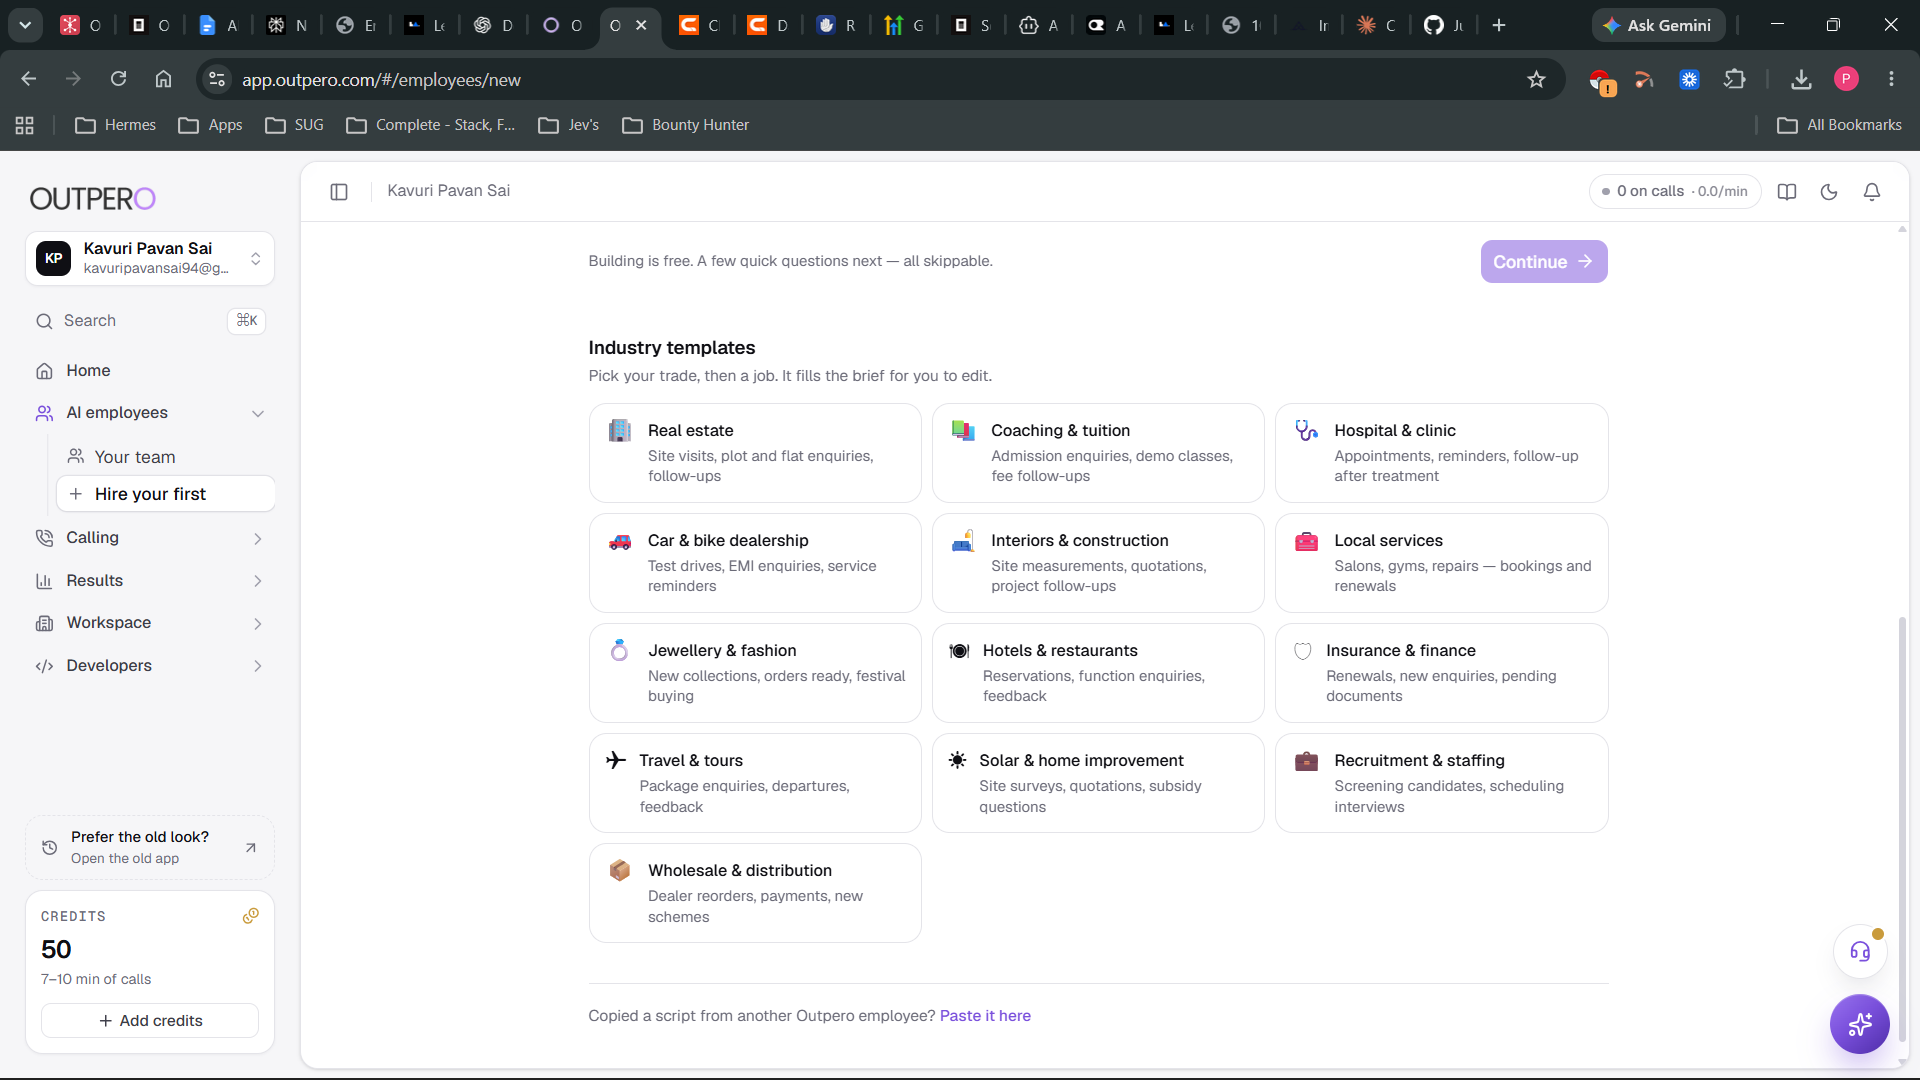 O
O
A
N
Er
Le
D
O
O
C
D
R
G
S
A
A
Le
1
In
C
Ju
Ask Gemini
app.outpero.com/#/employees/new
P
Hermes
Apps
SUG
Complete - Stack, F...
Jev's
Bounty Hunter
All Bookmarks
OUTPERO
KP
Kavuri Pavan Sai
kavuripavansai94@g...
Search
⌘K
Home
AI employees
Your team
Hire your first
Calling
Results
Workspace
Developers
Prefer the old look?
Open the old app
CREDITS
50
7–10 min of calls
+ Add credits
Kavuri Pavan Sai
0 on calls · 0.0/min
Building is free. A few quick questions next — all skippable.
Continue →
Industry templates
Pick your trade, then a job. It fills the brief for you to edit.
Real estate
Site visits, plot and flat enquiries,
follow-ups
Coaching & tuition
Admission enquiries, demo classes,
fee follow-ups
Hospital & clinic
Appointments, reminders, follow-up
after treatment
Car & bike dealership
Test drives, EMI enquiries, service
reminders
Interiors & construction
Site measurements, quotations,
project follow-ups
Local services
Salons, gyms, repairs — bookings and
renewals
Jewellery & fashion
New collections, orders ready, festival
buying
Hotels & restaurants
Reservations, function enquiries,
feedback
Insurance & finance
Renewals, new enquiries, pending
documents
Travel & tours
Package enquiries, departures,
feedback
Solar & home improvement
Site surveys, quotations, subsidy
questions
Recruitment & staffing
Screening candidates, scheduling
interviews
Wholesale & distribution
Dealer reorders, payments, new
schemes
Copied a script from another Outpero employee? Paste it here